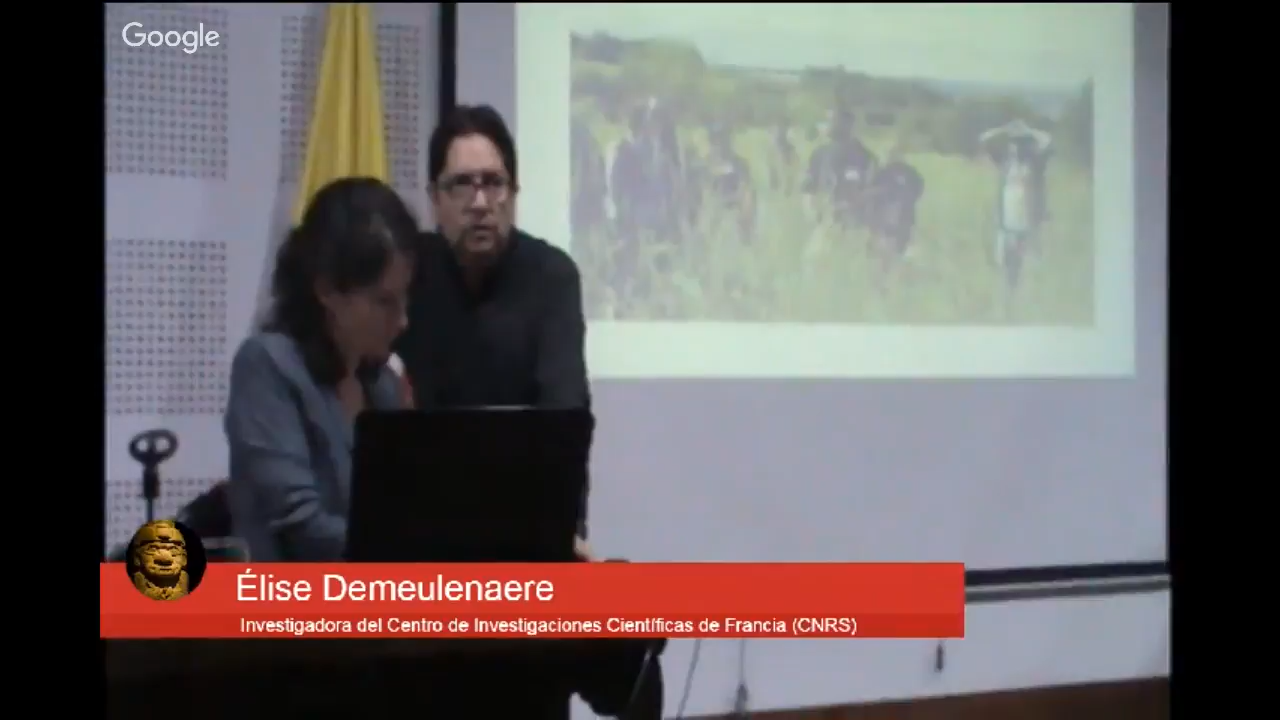 Google
Élise Demeulenaere
Investigadora del Centro de Investigaciones Científicas de Francia (CNRS)